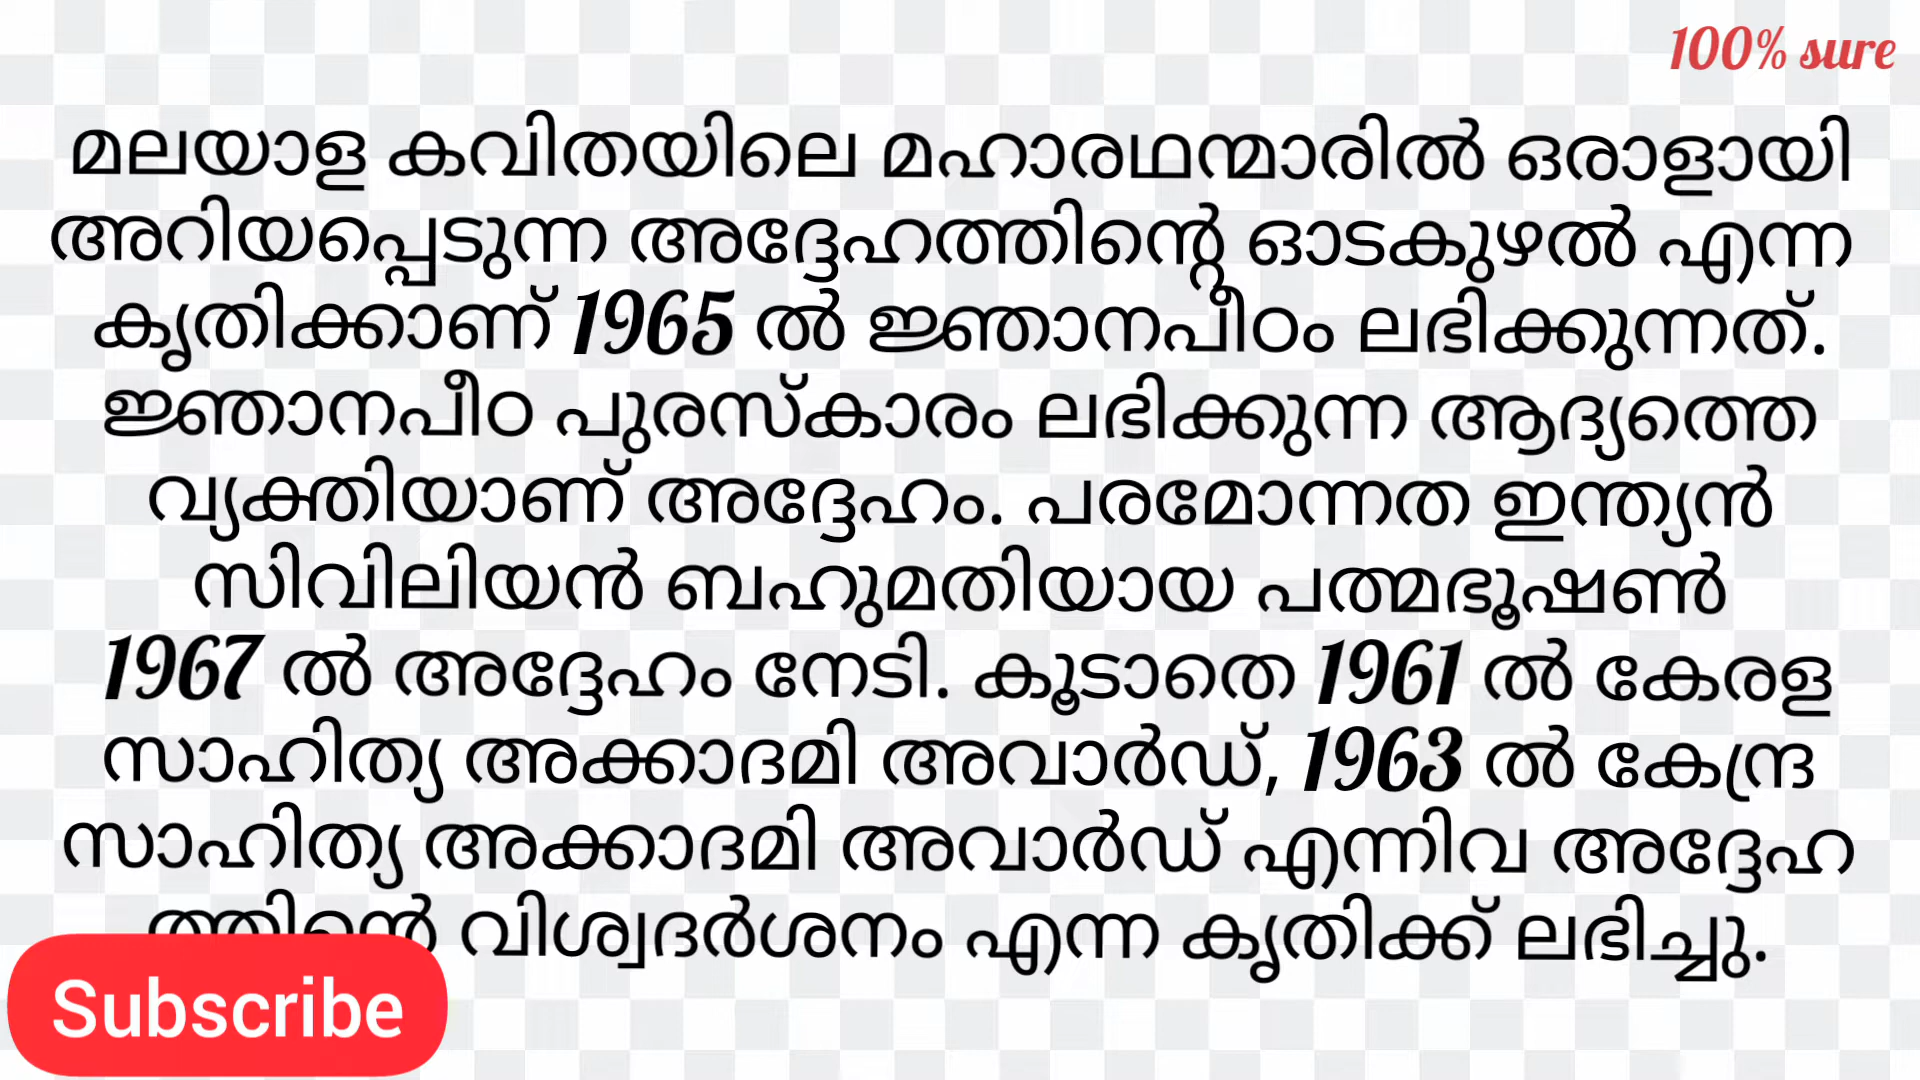 100% sure
മലയാള കവിതയിലെ മഹാരഥന്മാരിൽ ഒരാളായി
അറിയപ്പെടുന്ന അദ്ദേഹത്തിന്റെ ഓടകുഴൽ എന്ന
കൃതിക്കാണ് 1965 ൽ ജ്ഞാനപീഠം ലഭിക്കുന്നത്.
ജ്ഞാനപീഠ പുരസ്കാരം ലഭിക്കുന്ന ആദ്യത്തെ
വ്യക്തിയാണ് അദ്ദേഹം. പരമോന്നത ഇന്ത്യൻ
സിവിലിയൻ ബഹുമതിയായ പത്മഭൂഷൺ
1967 ൽ അദ്ദേഹം നേടി. കൂടാതെ 1961 ൽ കേരള
സാഹിത്യ അക്കാദമി അവാർഡ്, 1963 ൽ കേന്ദ്ര
സാഹിത്യ അക്കാദമി അവാർഡ് എന്നിവ അദ്ദേഹ
വിശ്വദർശനം എന്ന കൃതിക്ക് ലഭിച്ചു.
Subscribe